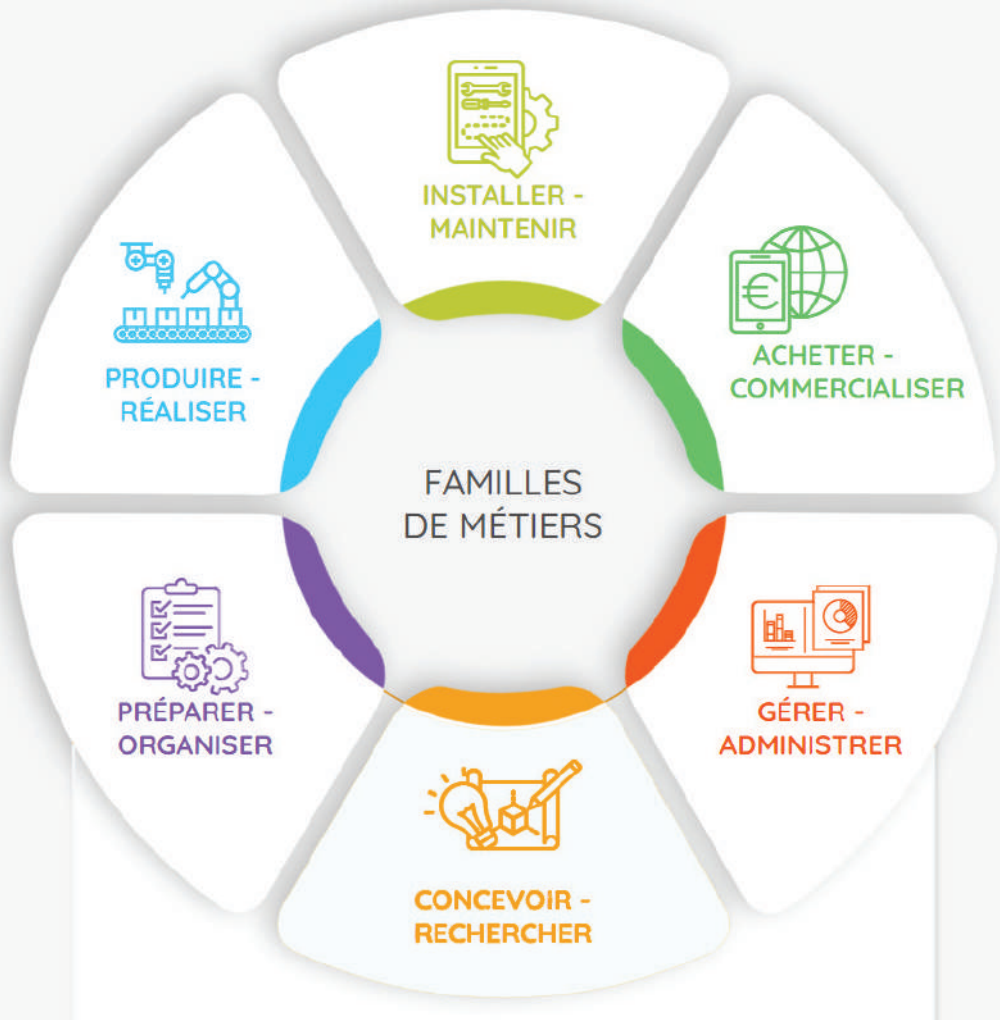 INSTALLER -
MAINTENIR
ACHETER -
COMMERCIALISER
PRODUIRE -
RÉALISER
FAMILLES
DE MÉTIERS
PRÉPARER -
ORGANISER
GÉRER -
ADMINISTRER
CONCEVOIR -
RECHERCHER